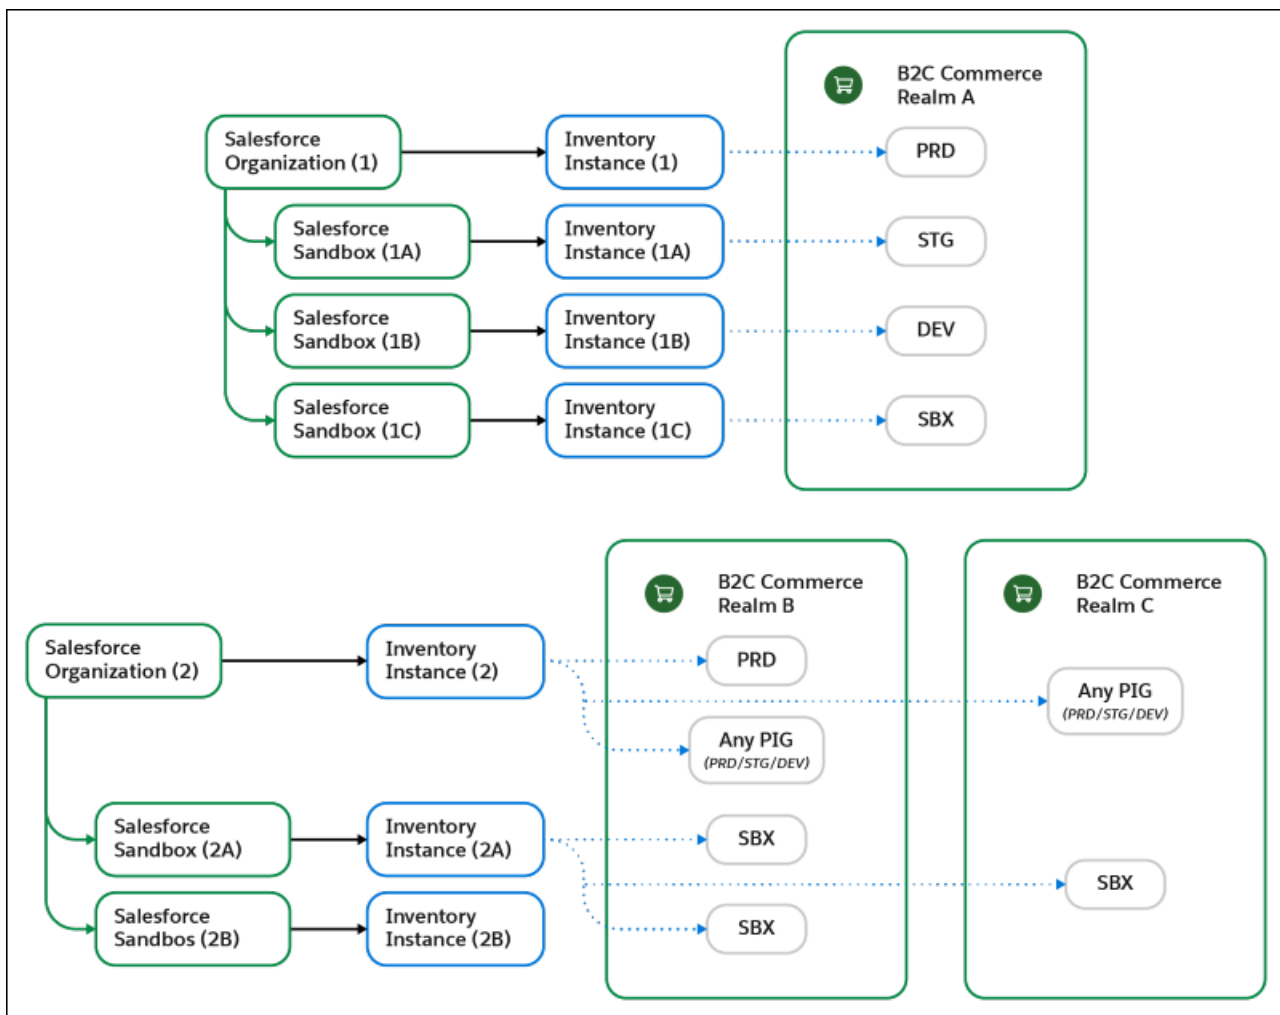 B2C Commerce
Realm A
Salesforce
Organization (1)
Inventory
Instance (1)
PRD
Salesforce
Sandbox (1A)
Inventory
Instance (1A)
STG
Salesforce
Sandbox (1B)
Inventory
Instance (1B)
DEV
Salesforce
Sandbox (1C)
Inventory
Instance (1C)
SBX
B2C Commerce
Realm B
B2C Commerce
Realm C
Salesforce
Organization (2)
Inventory
Instance (2)
PRD
Any PIG
(PRD/STG/DEV)
Any PIG
(PRD/STG/DEV)
Salesforce
Sandbox (2A)
Inventory
Instance (2A)
SBX
SBX
Salesforce
Sandbos (2B)
Inventory
Instance (2B)
SBX